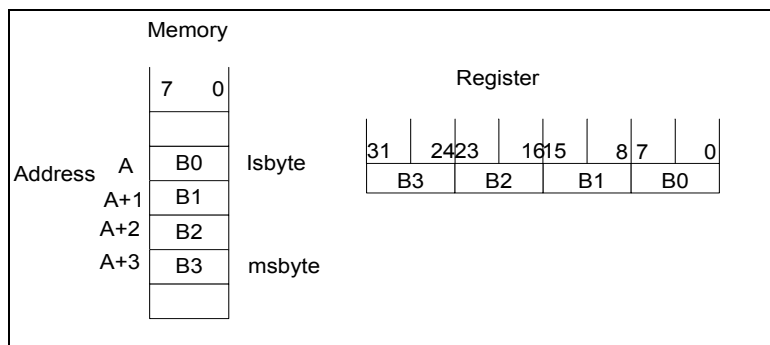 Memory
7 0
Register
31 24 23 16 15 8 7 0
B3 B2 B1 B0
Address A B0 lsbyte
A+1 B1
A+2 B2
A+3 B3 msbyte